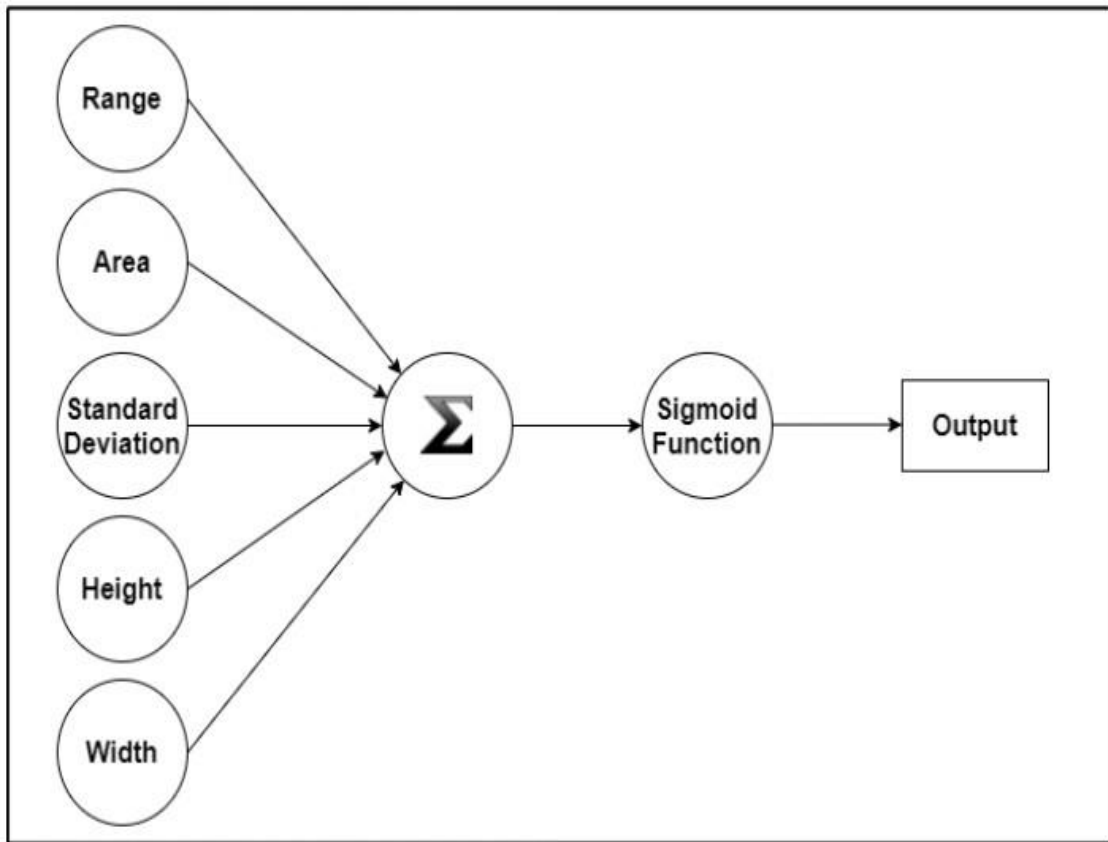 Range
Area
Standard
Deviation
Σ
Sigmoid
Function
Output
Height
Width